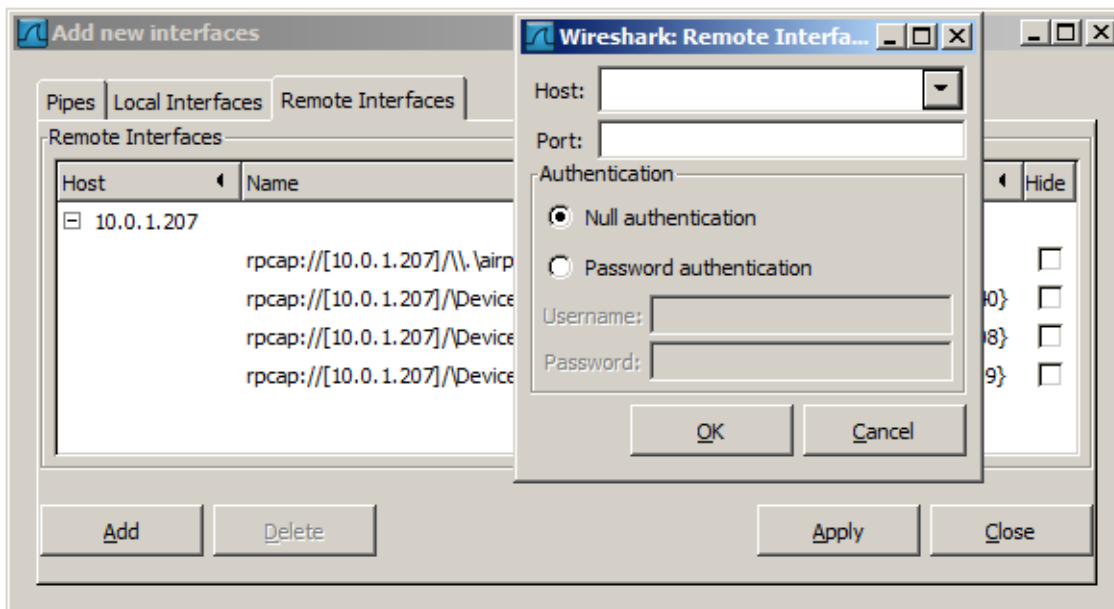 Add new interfaces
Pipes Local Interfaces Remote Interfaces
Remote Interfaces
Host Name Hide
10.0.1.207
rpcap://[10.0.1.207]/\\.\airp
rpcap://[10.0.1.207]/\Device 0}
rpcap://[10.0.1.207]/\Device 8}
rpcap://[10.0.1.207]/\Device 9}
Add Delete Apply Close
Wireshark: Remote Interfa...
Host:
Port:
Authentication
Null authentication
Password authentication
Username:
Password:
OK Cancel